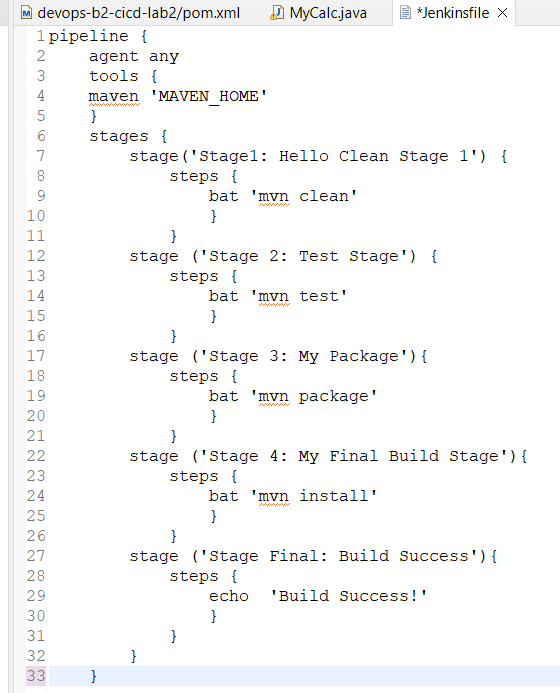 devops-b2-cicd-lab2/pom.xml MyCalc.java *Jenkinsfile
1 pipeline {
2     agent any
3     tools {
4     maven 'MAVEN_HOME'
5     }
6     stages {
7         stage('Stage1: Hello Clean Stage 1') {
8             steps {
9                 bat 'mvn clean'
10                 }
11             }
12         stage ('Stage 2: Test Stage') {
13             steps {
14                 bat 'mvn test'
15                 }
16             }
17         stage ('Stage 3: My Package'){
18             steps {
19                 bat 'mvn package'
20                 }
21             }
22         stage ('Stage 4: My Final Build Stage'){
23             steps {
24                 bat 'mvn install'
25                 }
26             }
27         stage ('Stage Final: Build Success'){
28             steps {
29                 echo  'Build Success!'
30                 }
31             }
32         }
33     }